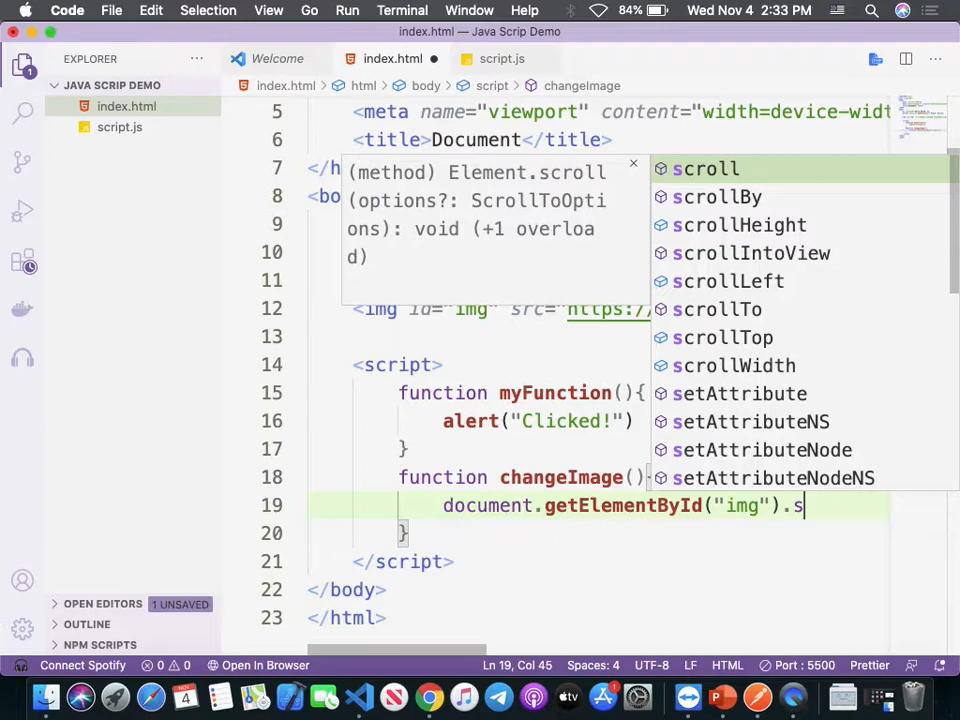 Code File Edit Selection View Go Run Terminal Window Help 84% Wed Nov 4 2:33 PM
index.html — Java Scrip Demo
EXPLORER
Welcome index.html script.js
JAVA SCRIP DEMO
index.html
script.js
index.html html body script changeImage
5 <meta name="viewport" content="width=device-widt
6 <title>Document</title>
7 </h
8 <bo
9
10
11
12 <img id="img" src="https://
13
14 <script>
15 function myFunction(){
16 alert("Clicked!")
17 }
18 function changeImage(){
19 document.getElementById("img").s
20 }
21 </script>
22 </body>
23 </html>
(method) Element.scroll
(options?: ScrollToOpti
ons): void (+1 overloa
d)
scroll
scrollBy
scrollHeight
scrollIntoView
scrollLeft
scrollTo
scrollTop
scrollWidth
setAttribute
setAttributeNS
setAttributeNode
setAttributeNodeNS
OPEN EDITORS 1 UNSAVED
OUTLINE
NPM SCRIPTS
Connect Spotify 0 0 Open In Browser Ln 19, Col 45 Spaces: 4 UTF-8 LF HTML Port : 5500 Prettier